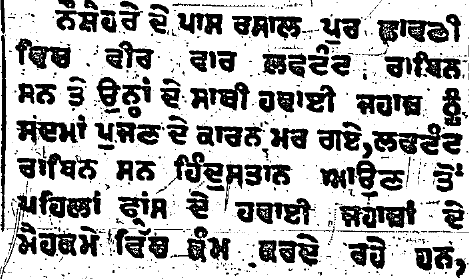 ਨੌਸ਼ੇਹਰੇ ਦੇ ਪਾਸ ਰਸਾਲ ਪੁਰ ਛਾਵਣੀ
ਵਿਚ ਵੀਰ ਵਾਰ ਲਫਟੰਟ ਰਾਬਿਨ
ਸਨ ਤੇ ਉਨ੍ਹਾਂ ਦੇ ਸਾਥੀ ਹਵਾਈ ਜਹਾਜ਼ ਨੂੰ
ਸਦਮਾਂ ਪੁਜਣ ਦੇ ਕਾਰਨ ਮਰ ਗਏ, ਲਫਟੰਟ
ਰਾਬਿਨ ਸਨ ਹਿੰਦੁਸਤਾਨ ਆਉਣ ਤੋਂ
ਪਹਿਲਾਂ ਫ੍ਰਾਂਸ ਦੇ ਹਵਾਈ ਜਹਾਜ਼ਾਂ ਦੇ
ਮੈਹਕਮੇ ਵਿੱਚ ਕੰਮ ਕਰਦੇ ਰਹੇ ਹਨ,